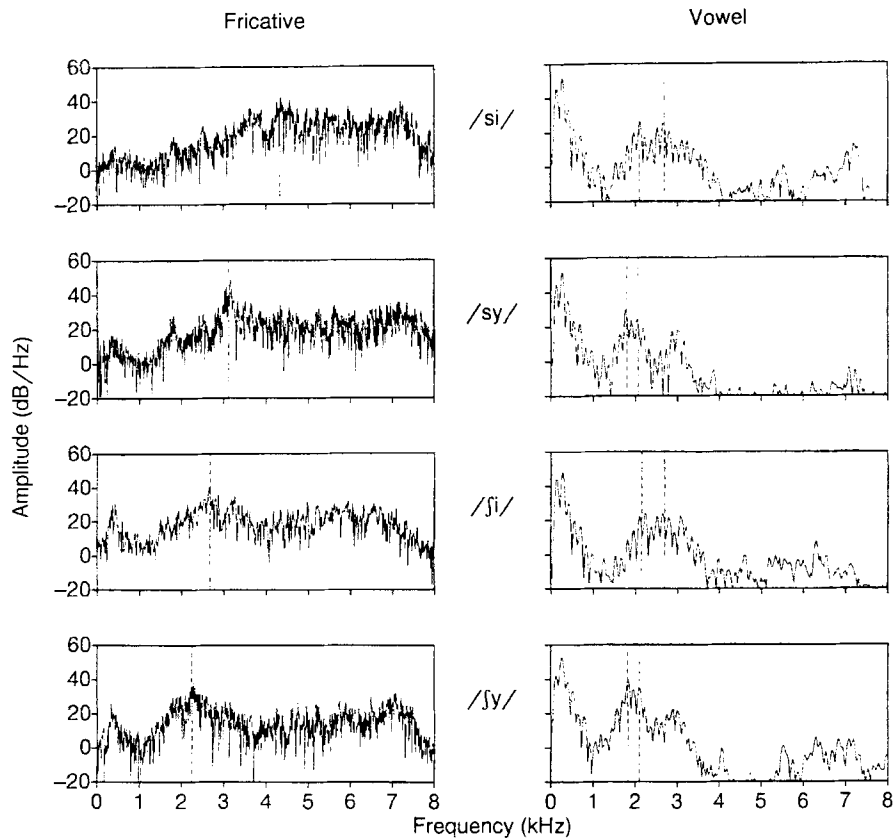 Fricative Vowel
60
40
20
0
–20
/si/
60
40
20
0
–20
/sy/
60
40
20
0
–20
/ʃi/
60
40
20
0
–20
/ʃy/
0 1 2 3 4 5 6 7 8 0 1 2 3 4 5 6 7 8
Amplitude (dB/Hz)
Frequency (kHz)